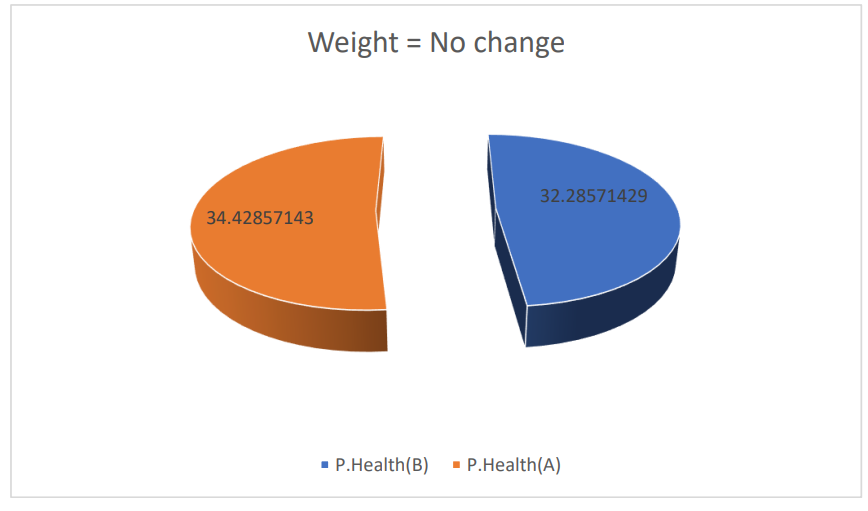 Weight = No change
32.28571429
34.42857143
P.Health(B) P.Health(A)